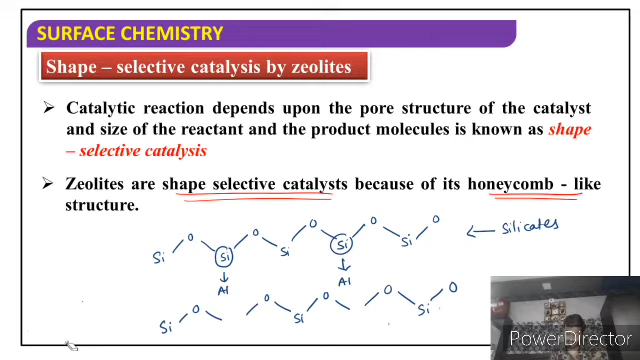 SURFACE CHEMISTRY
Shape – selective catalysis by zeolites
➢ Catalytic reaction depends upon the pore structure of the catalyst
and size of the reactant and the product molecules is known as shape
– selective catalysis
➢ Zeolites are shape selective catalysts because of its honeycomb - like
structure.
Si O Si O Si O Si O Si O ← Silicates
Al Al
Si O O Si O O Si O
PowerDirector